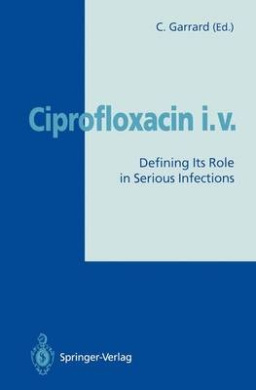 C. Garrard (Ed.)
Ciprofloxacin i.v.
Defining Its Role
in Serious Infections
Springer-Verlag